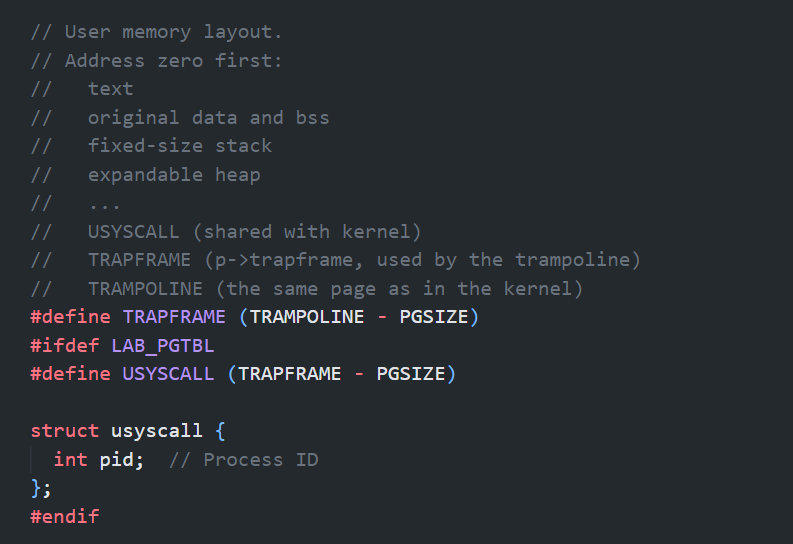 // User memory layout.
// Address zero first:
//   text
//   original data and bss
//   fixed-size stack
//   expandable heap
//   ...
//   USYSCALL (shared with kernel)
//   TRAPFRAME (p->trapframe, used by the trampoline)
//   TRAMPOLINE (the same page as in the kernel)
#define TRAPFRAME (TRAMPOLINE - PGSIZE)
#ifdef LAB_PGTBL
#define USYSCALL (TRAPFRAME - PGSIZE)

struct usyscall {
  int pid;  // Process ID
};
#endif